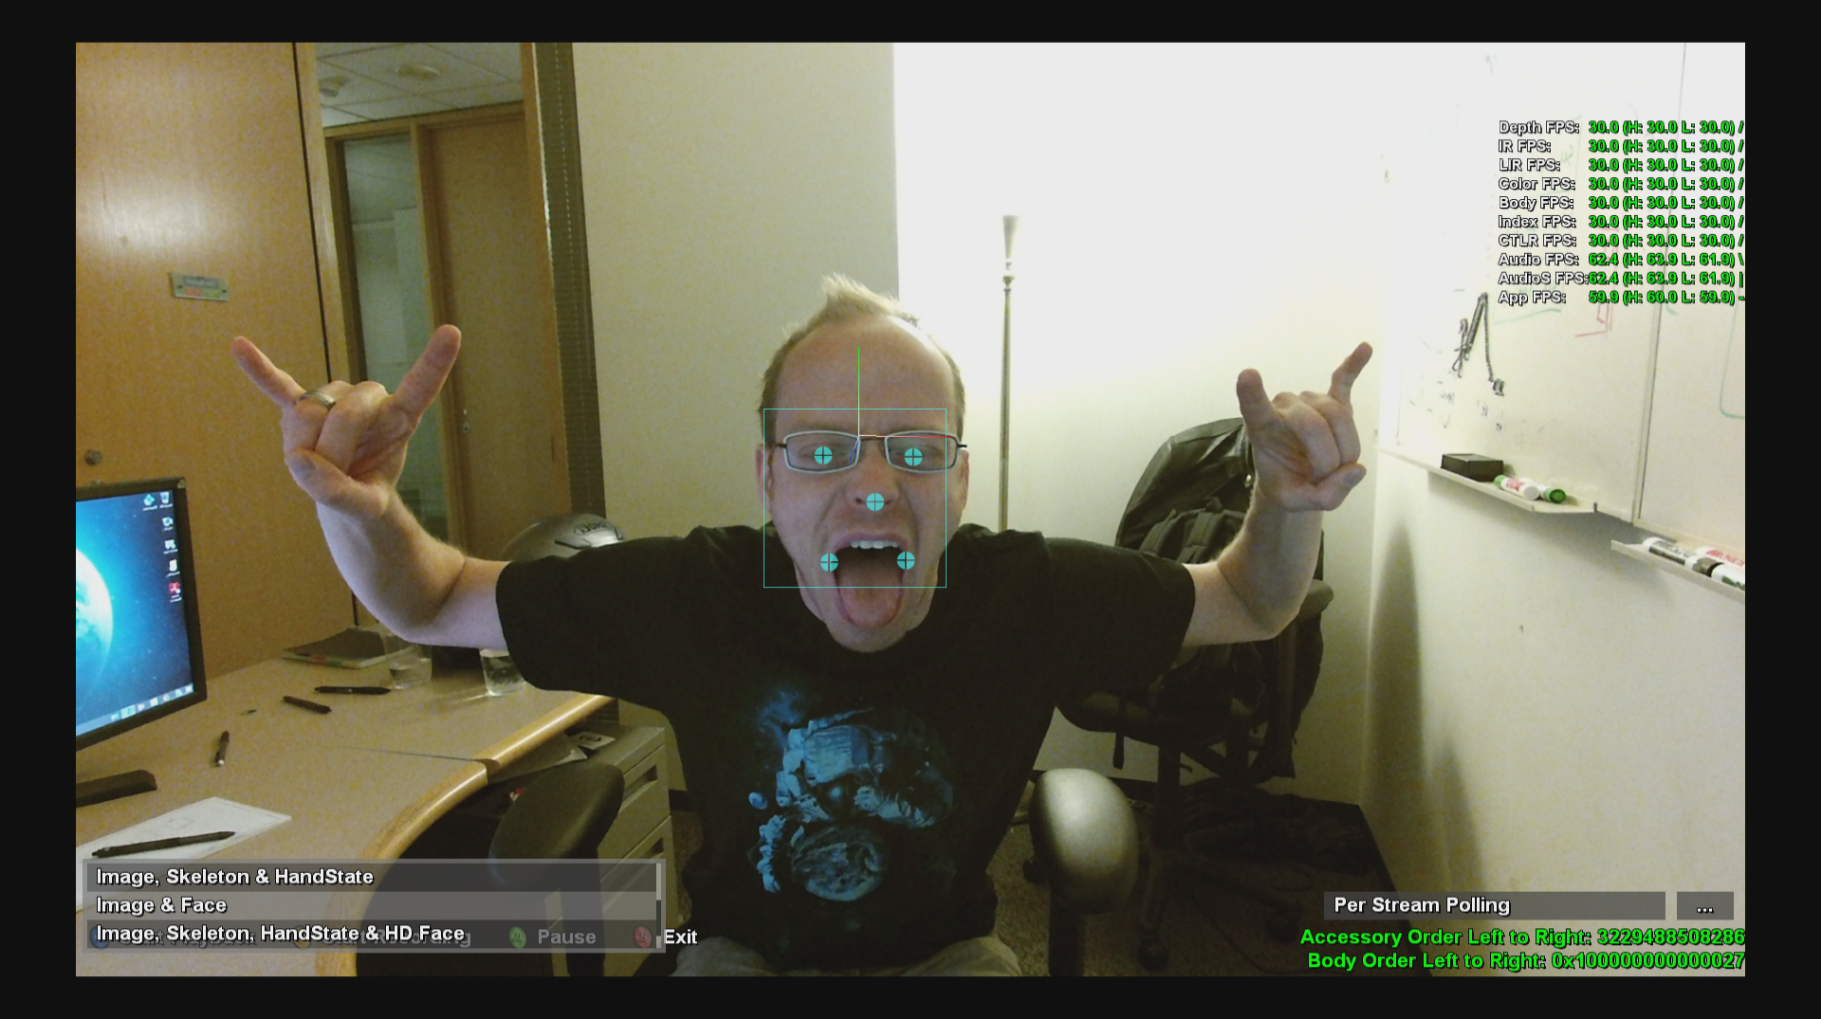 Depth FPS: 30.0 (H: 30.0 L: 30.0) /
IR FPS: 30.0 (H: 30.0 L: 30.0) /
LIR FPS: 30.0 (H: 30.0 L: 30.0) /
Color FPS: 30.0 (H: 30.0 L: 30.0) /
Body FPS: 30.0 (H: 30.0 L: 30.0) /
Index FPS: 30.0 (H: 30.0 L: 30.0) /
CTLR FPS: 30.0 (H: 30.0 L: 30.0) /
Audio FPS: 62.4 (H: 63.9 L: 61.9) \
AudioS FPS: 62.4 (H: 63.9 L: 61.9) |
App FPS: 59.9 (H: 60.0 L: 59.9) -
Image, Skeleton & HandState
Image & Face
Image, Skeleton, HandState & HD Face
Pause
Exit
Per Stream Polling
...
Accessory Order Left to Right: 3229488508286
Body Order Left to Right: 0x100000000000027